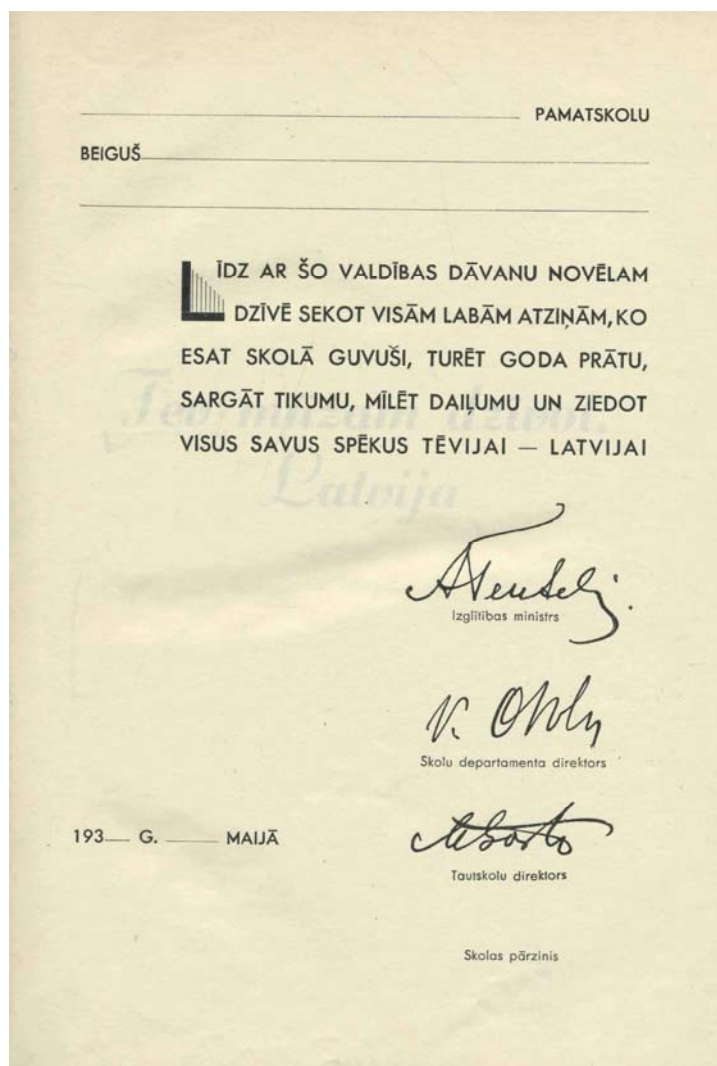 PAMATSKOLU
BEIGUŠ
LĪDZ AR ŠO VALDĪBAS DĀVANU NOVĒLAM
DZĪVĒ SEKOT VISĀM LABĀM ATZIŅĀM, KO
ESAT SKOLĀ GUVUŠI, TURĒT GODA PRĀTU,
SARGĀT TIKUMU, MĪLĒT DAIĻUMU UN ZIEDOT
VISUS SAVUS SPĒKUS TĒVIJAI — LATVIJAI
Latvija
Izglītības ministrs
Skolu departamenta direktors
193 G. MAIJĀ
Tautskolu direktors
Skolas pārzinis